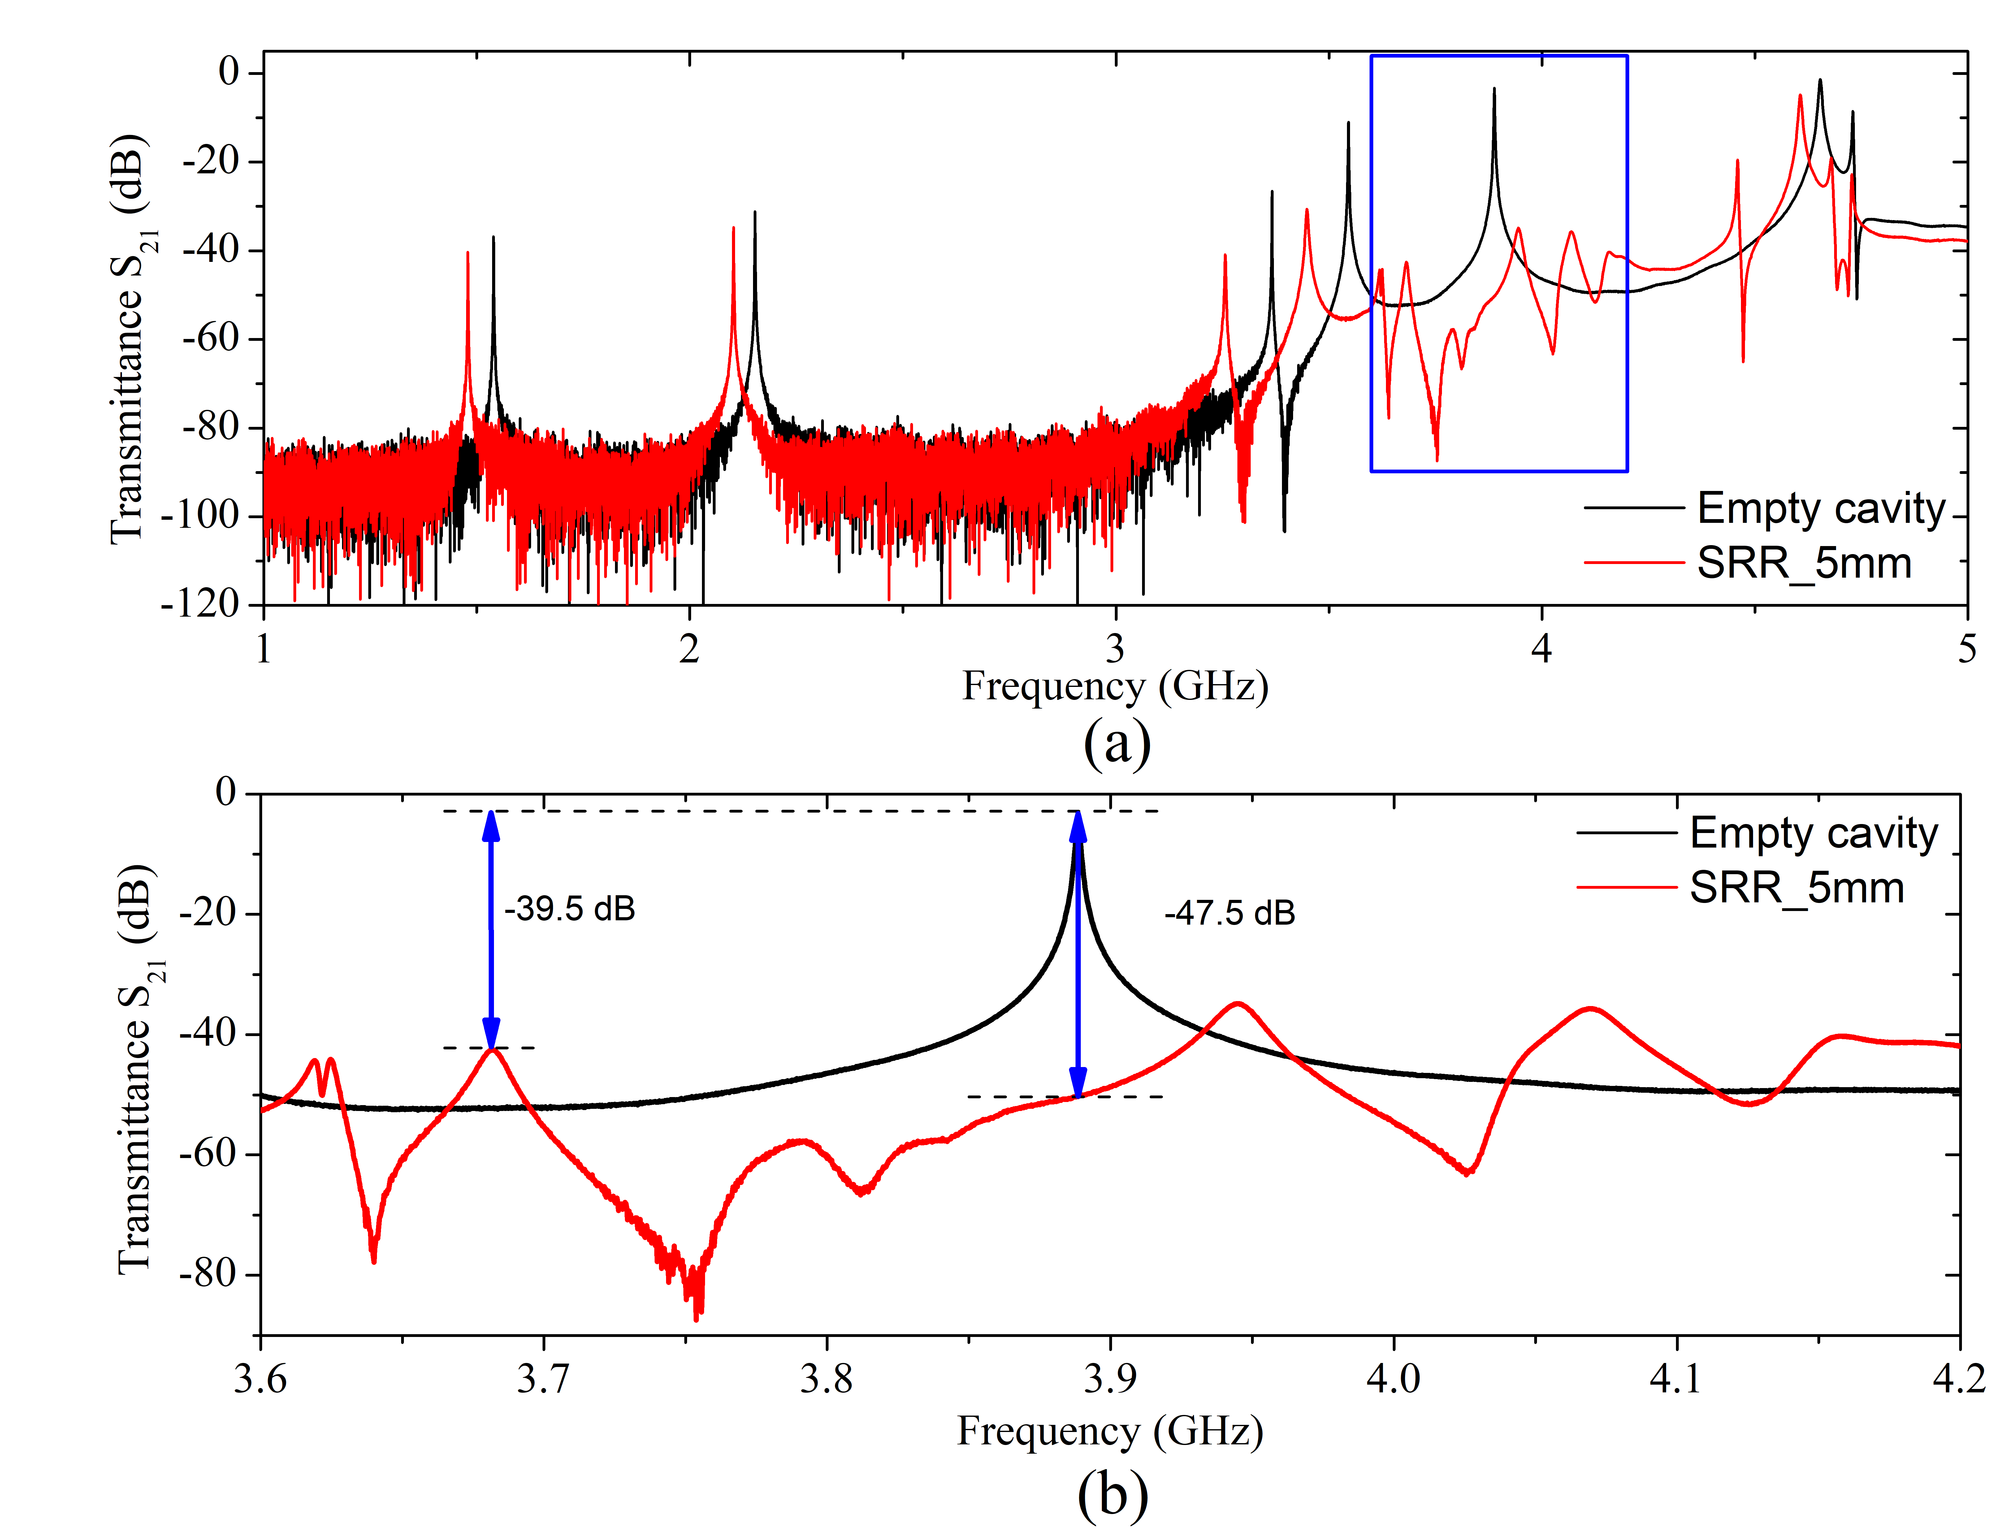 0
-20
-40
-60
-80
-100
-120
Transmittance S21 (dB)
Empty cavity
SRR_5mm
1 2 3 4 5
Frequency (GHz)
(a)
0
-20
-40
-60
-80
Transmittance S21 (dB)
-39.5 dB
-47.5 dB
Empty cavity
SRR_5mm
3.6 3.7 3.8 3.9 4.0 4.1 4.2
Frequency (GHz)
(b)